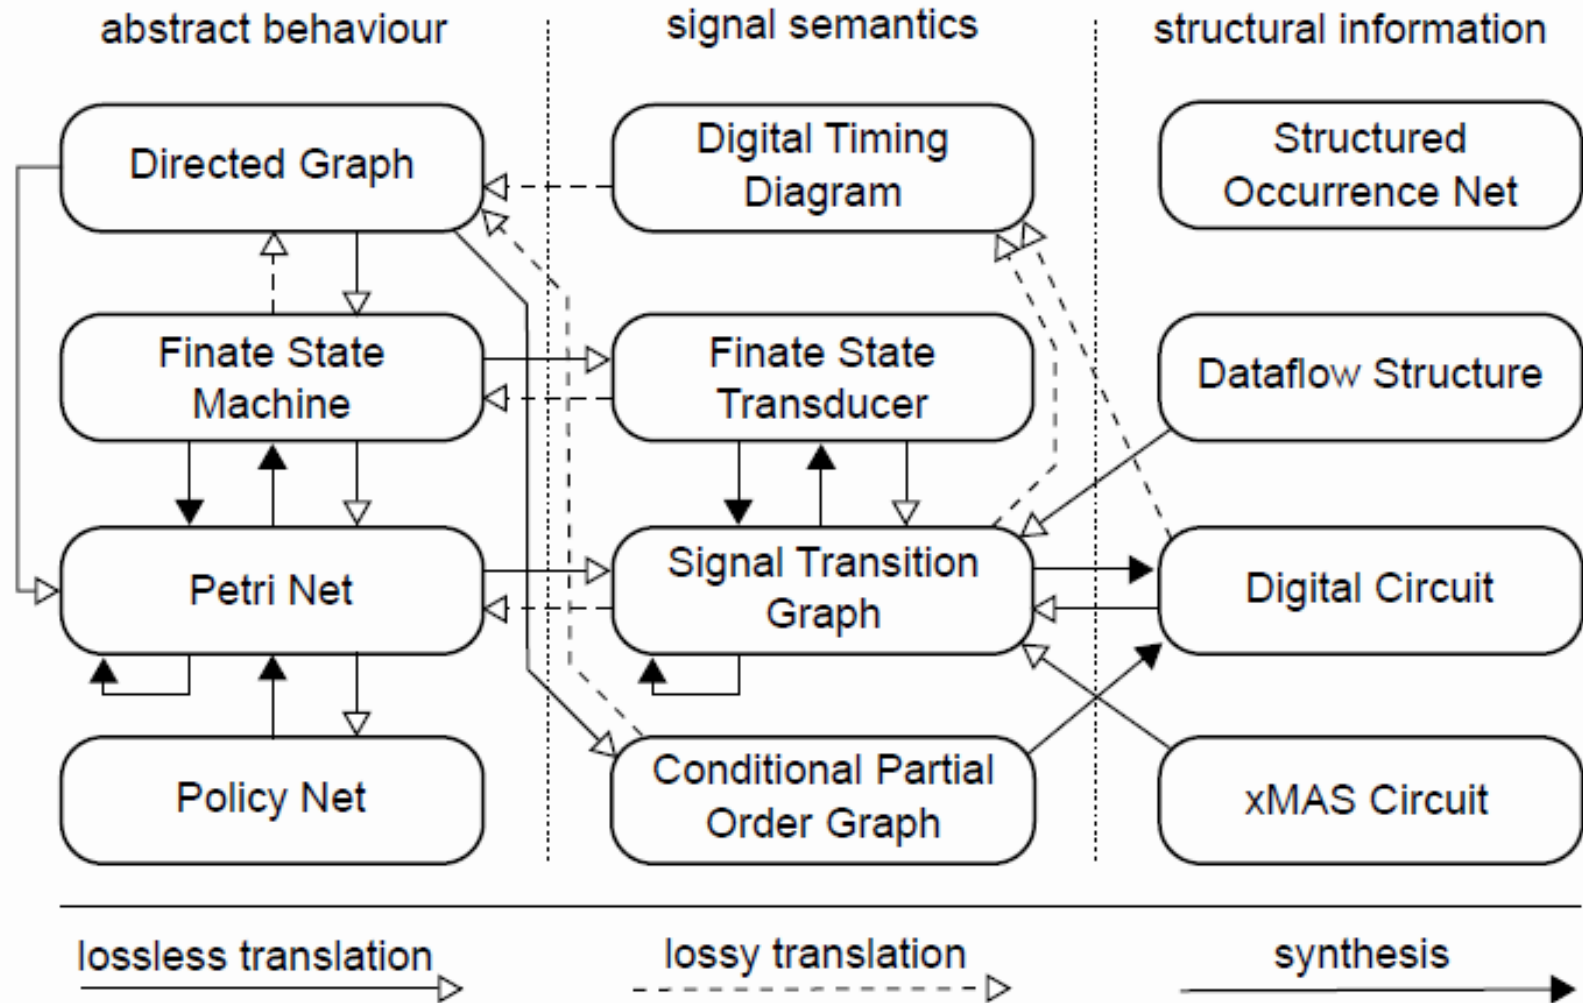 abstract behaviour
signal semantics
structural information
Directed Graph
Digital Timing
Diagram
Structured
Occurrence Net
Finate State
Machine
Finate State
Transducer
Dataflow Structure
Petri Net
Signal Transition
Graph
Digital Circuit
Policy Net
Conditional Partial
Order Graph
xMAS Circuit
lossless translation
lossy translation
synthesis